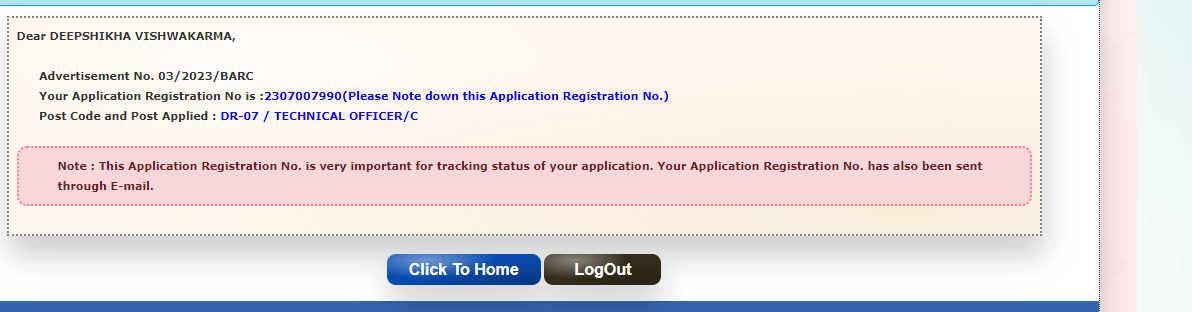 Dear DEEPSHIKHA VISHWAKARMA,
Advertisement No. 03/2023/BARC
Your Application Registration No is :2307007990(Please Note down this Application Registration No.)
Post Code and Post Applied : DR-07 / TECHNICAL OFFICER/C
Note : This Application Registration No. is very important for tracking status of your application. Your Application Registration No. has also been sent
through E-mail.
Click To Home
LogOut